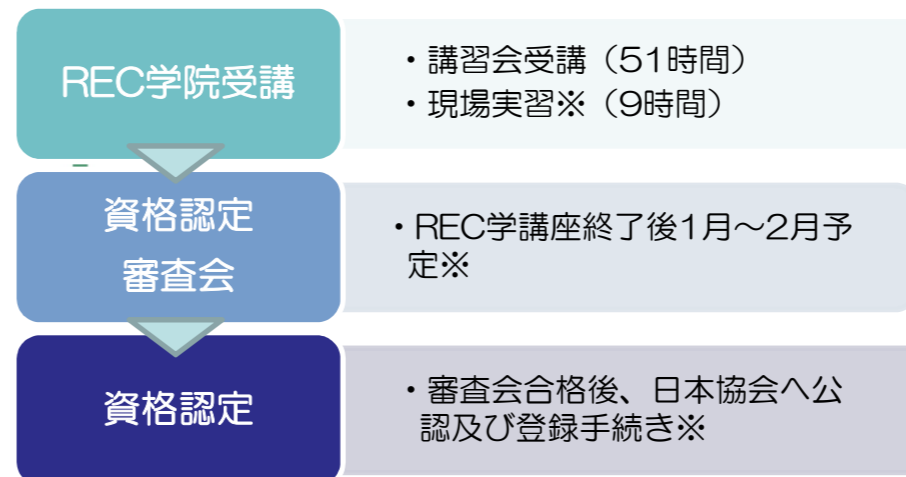 REC学院受講
・講習会受講（51時間）
・現場実習※（9時間）
資格認定
審査会
・REC学講座終了後1月～2月予
定※
資格認定
・審査会合格後、日本協会へ公
認及び登録手続き※